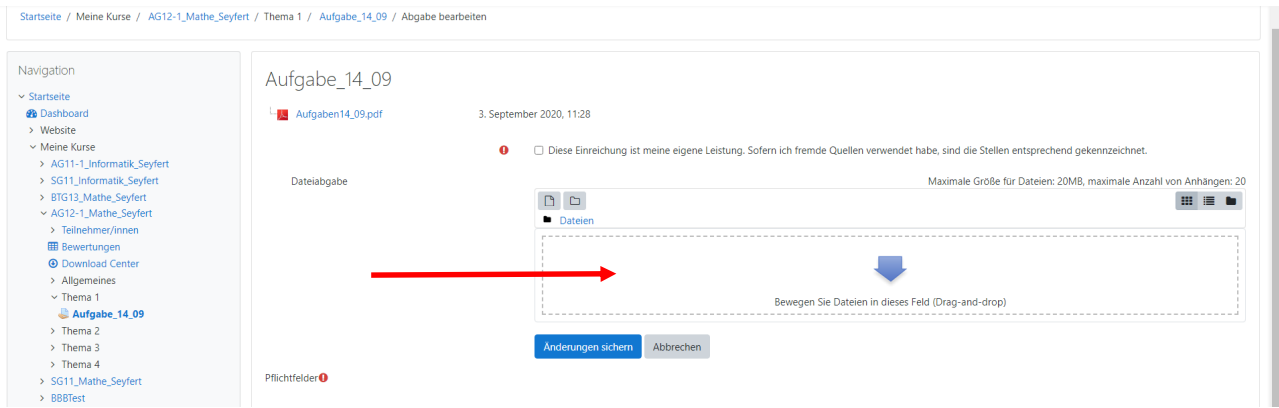 Startseite / Meine Kurse / AG12-1_Mathe_Seyfert / Thema 1 / Aufgabe_14_09 / Abgabe bearbeiten
Navigation
Startseite
Dashboard
Website
Meine Kurse
AG11-1_Informatik_Seyfert
SG11_Informatik_Seyfert
BTG13_Mathe_Seyfert
AG12-1_Mathe_Seyfert
Teilnehmer/innen
Bewertungen
Download Center
Allgemeines
Thema 1
Aufgabe_14_09
Thema 2
Thema 3
Thema 4
SG11_Mathe_Seyfert
BBBTest
Aufgabe_14_09
Aufgaben14_09.pdf 3. September 2020, 11:28
Diese Einreichung ist meine eigene Leistung. Sofern ich fremde Quellen verwendet habe, sind die Stellen entsprechend gekennzeichnet.
Dateiabgabe Maximale Größe für Dateien: 20MB, maximale Anzahl von Anhängen: 20
Dateien
Bewegen Sie Dateien in dieses Feld (Drag-and-drop)
Änderungen sichern Abbrechen
Pflichtfelder